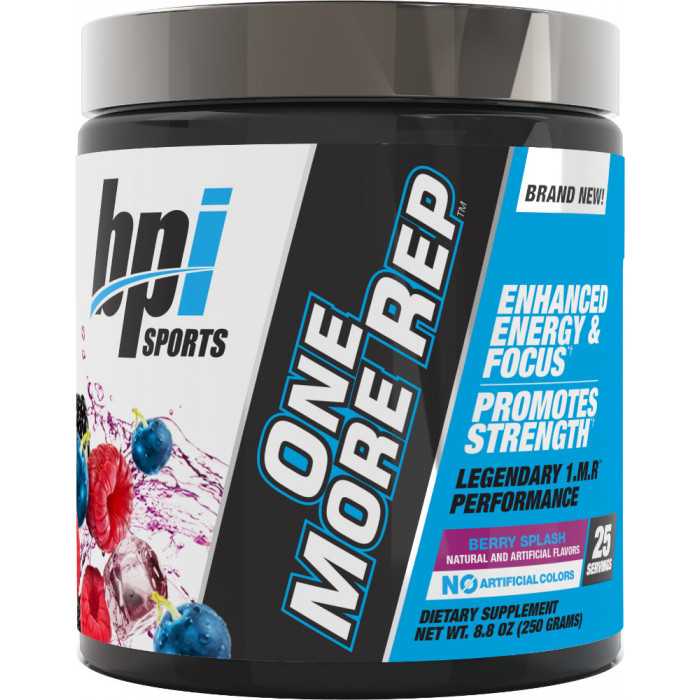 bpi
SPORTS
ONE
MORE REP™
BRAND NEW!
ENHANCED
ENERGY &
FOCUS*†
PROMOTES
STRENGTH*†
LEGENDARY 1.M.R™
PERFORMANCE
BERRY SPLASH
NATURAL AND ARTIFICIAL FLAVORS
NO ARTIFICIAL COLORS
25
SERVINGS
DIETARY SUPPLEMENT
NET WT. 8.8 OZ (250 GRAMS)